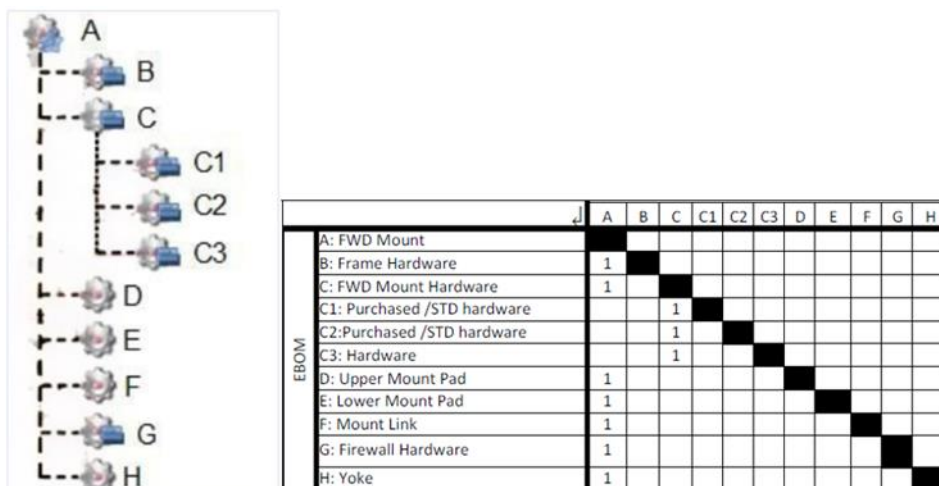 A
B
C
C1
C2
C3
D
E
F
G
H
A B C C1 C2 C3 D E F G H
EBOM
A: FWD Mount
B: Frame Hardware 1
C: FWD Mount Hardware 1
C1: Purchased /STD hardware 1
C2:Purchased /STD hardware 1
C3: Hardware 1
D: Upper Mount Pad 1
E: Lower Mount Pad 1
F: Mount Link 1
G: Firewall Hardware 1
H: Yoke 1